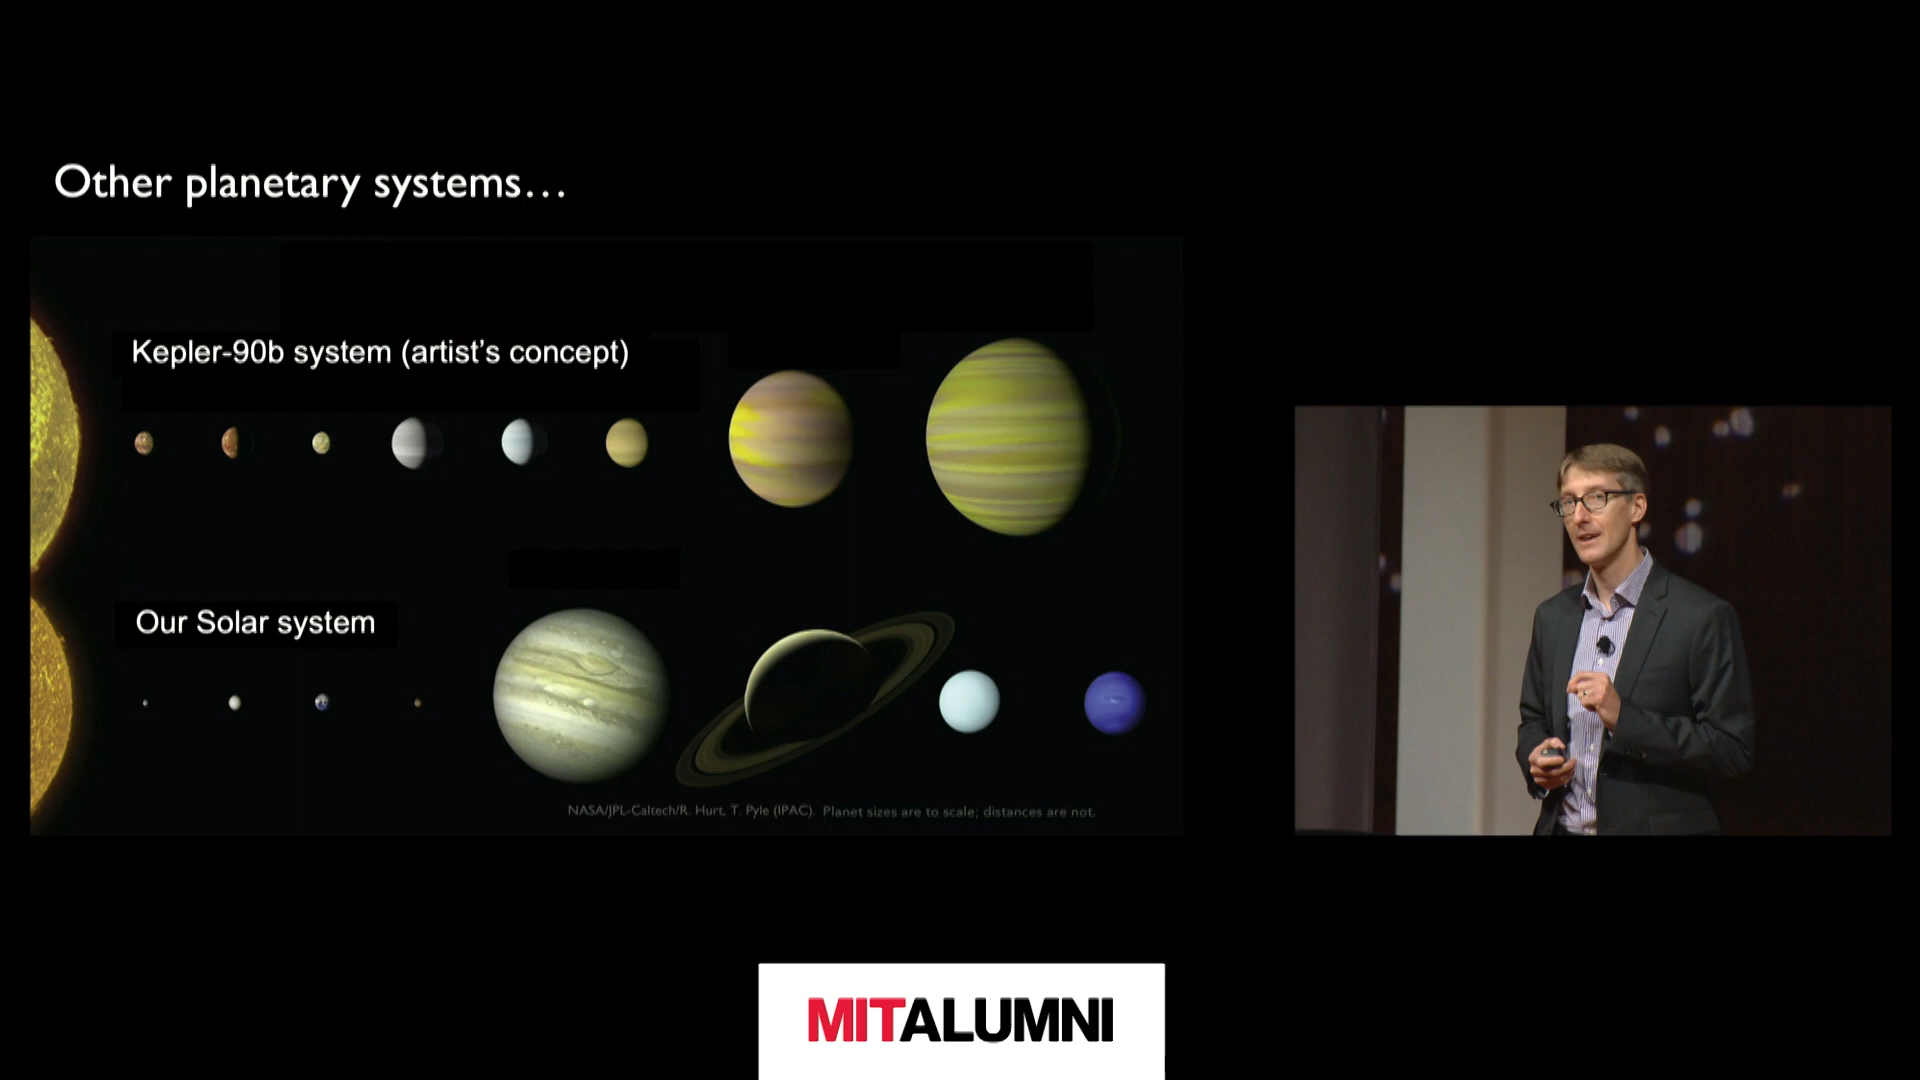 Other planetary systems...
Kepler-90b system (artist's concept)
Our Solar system
NASA/JPL-Caltech/R. Hurt, T. Pyle (IPAC). Planet sizes are to scale; distances are not.
MITALUMNI